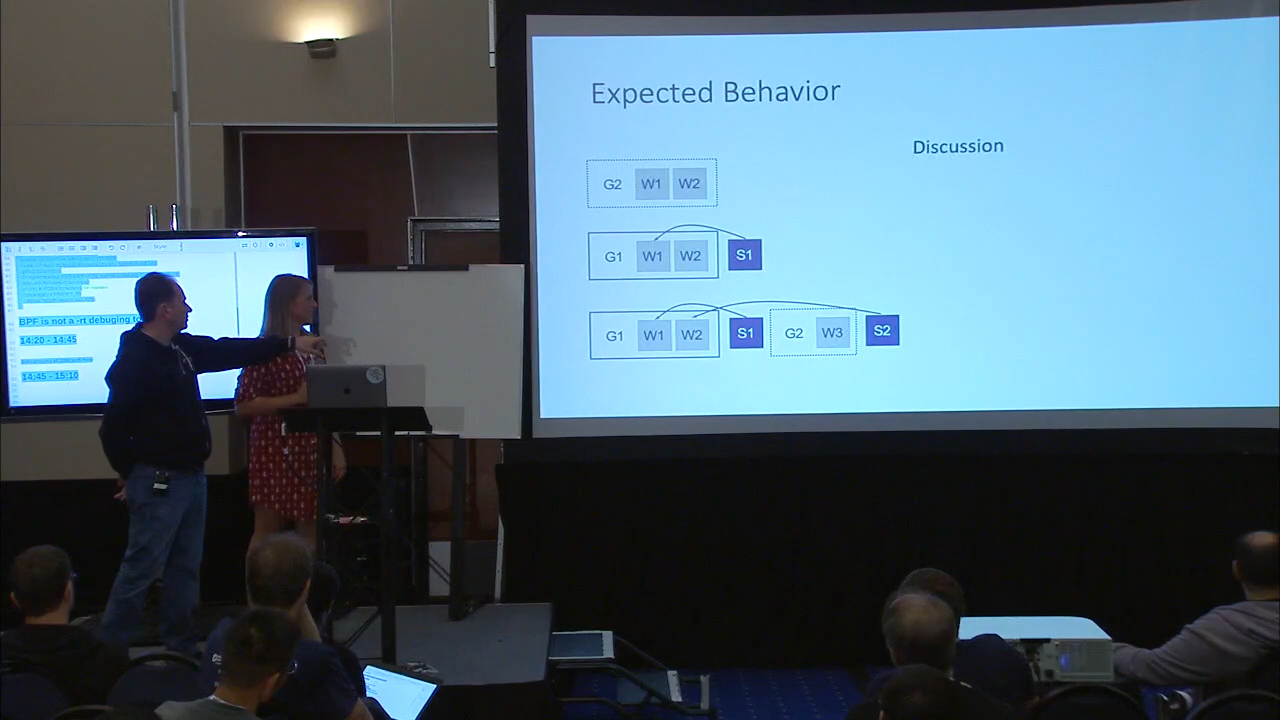 Expected Behavior
Discussion
G2 W1 W2
G1 W1 W2 S1
G1 W1 W2 S1 G2 W3 S2
Style
BPF is not a -rt debuging to
14:20 - 14:45
14:45 - 15:10